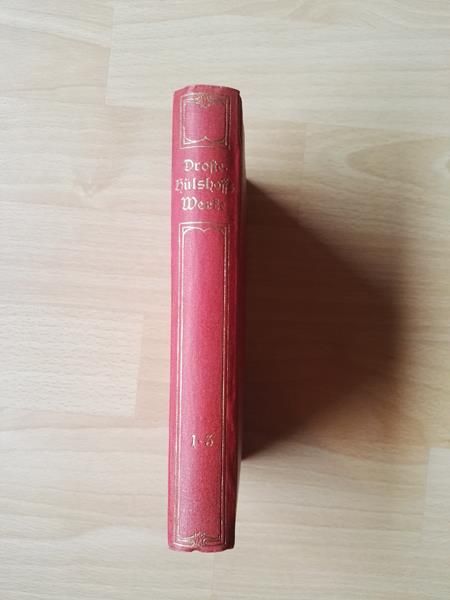 Droste-
Hülshoffs
Werke
1-3